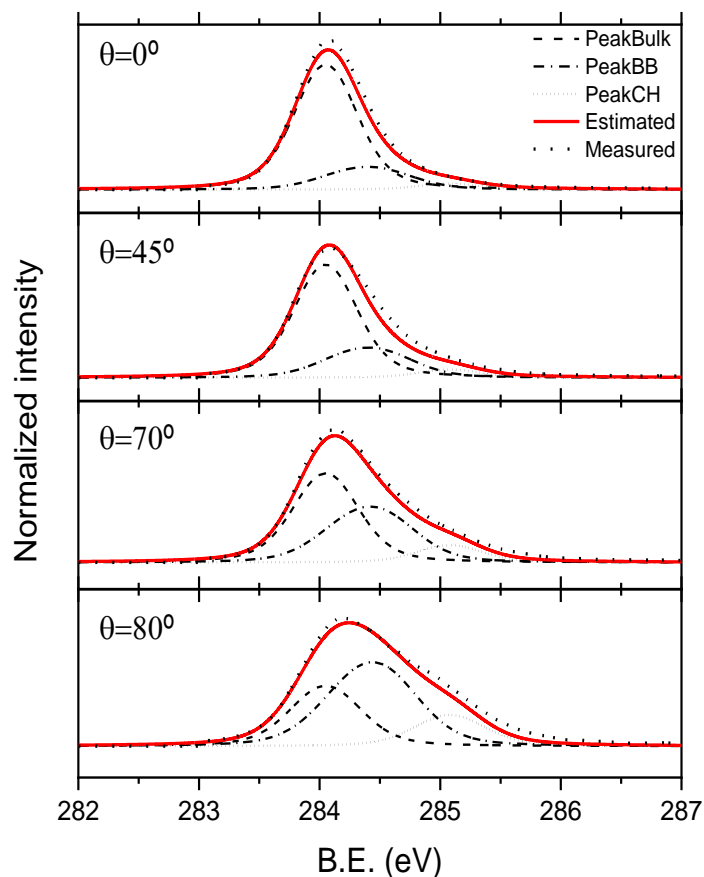 θ=0⁰
PeakBulk
PeakBB
PeakCH
Estimated
Measured
θ=45⁰
θ=70⁰
θ=80⁰
Normalized intensity
282 283 284 285 286 287
B.E. (eV)